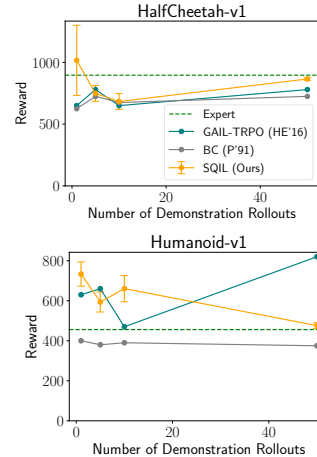 HalfCheetah-v1
1000
500
0
Reward
Expert
GAIL-TRPO (HE'16)
BC (P'91)
SQIL (Ours)
0
20
40
Number of Demonstration Rollouts
Humanoid-v1
800
600
400
200
0
Reward
0
20
40
Number of Demonstration Rollouts